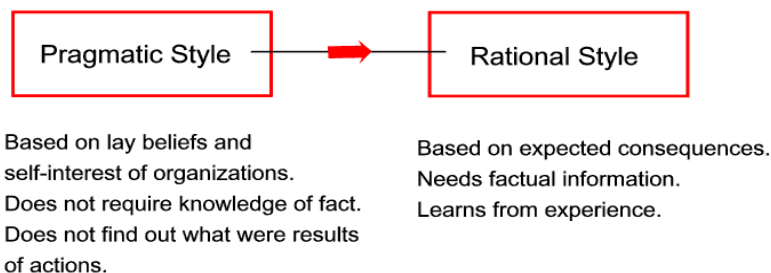 Pragmatic Style
Based on lay beliefs and
self-interest of organizations.
Does not require knowledge of fact.
Does not find out what were results
of actions.
Rational Style
Based on expected consequences.
Needs factual information.
Learns from experience.